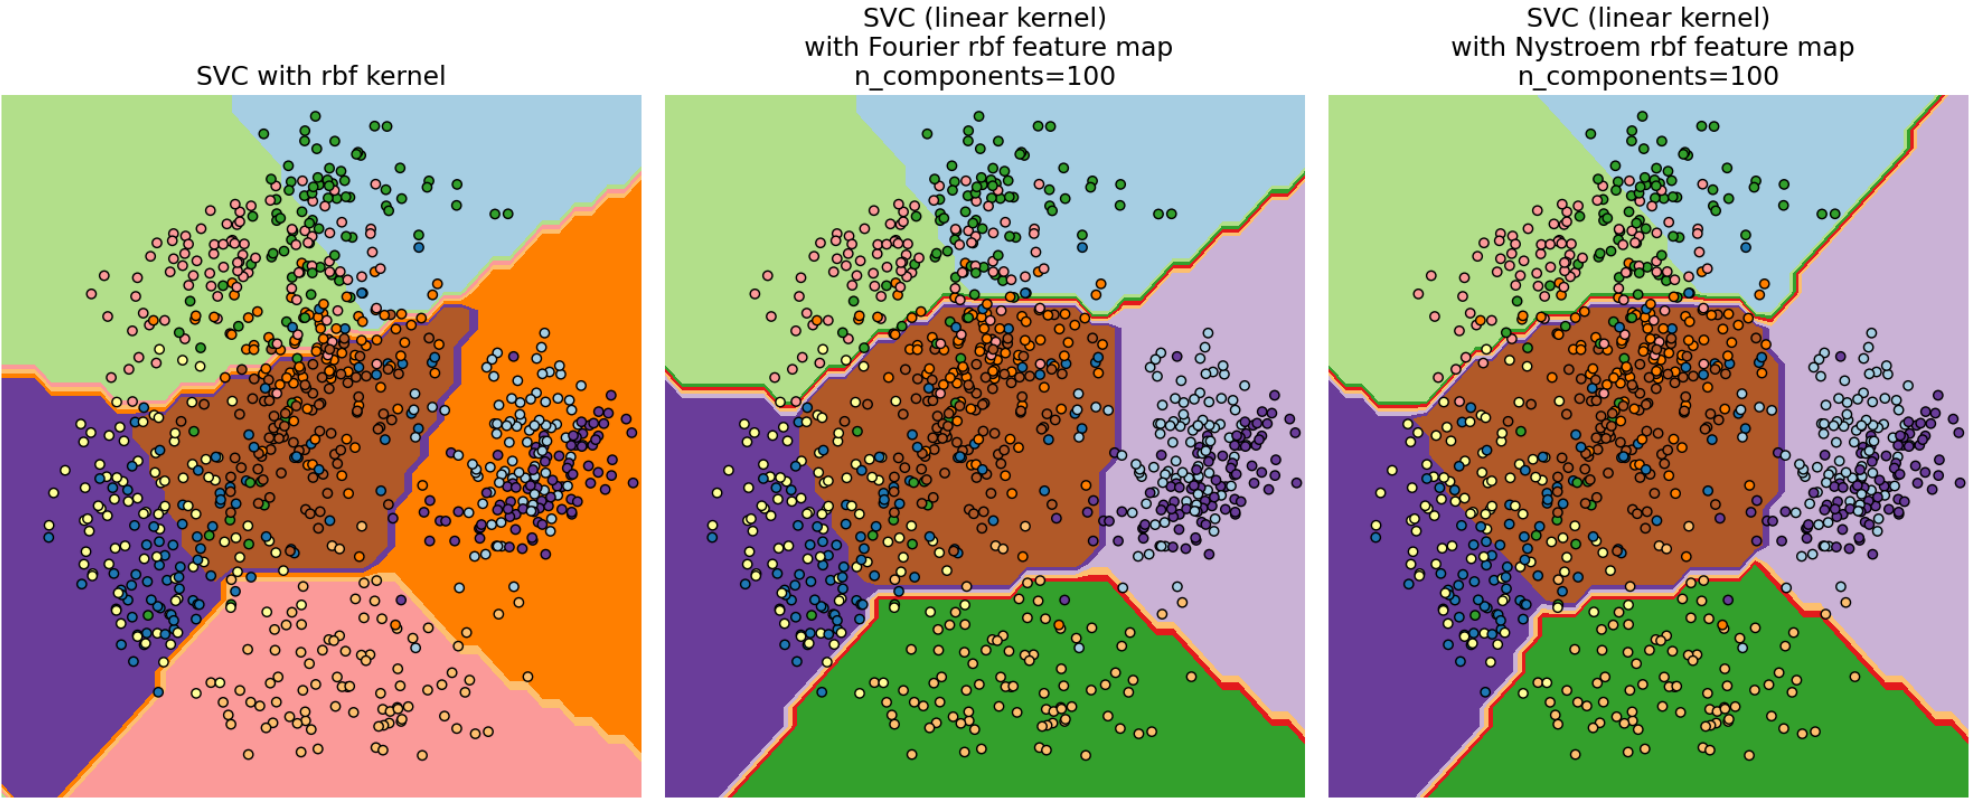 SVC with rbf kernel
SVC (linear kernel)
with Fourier rbf feature map
n_components=100
SVC (linear kernel)
with Nystroem rbf feature map
n_components=100